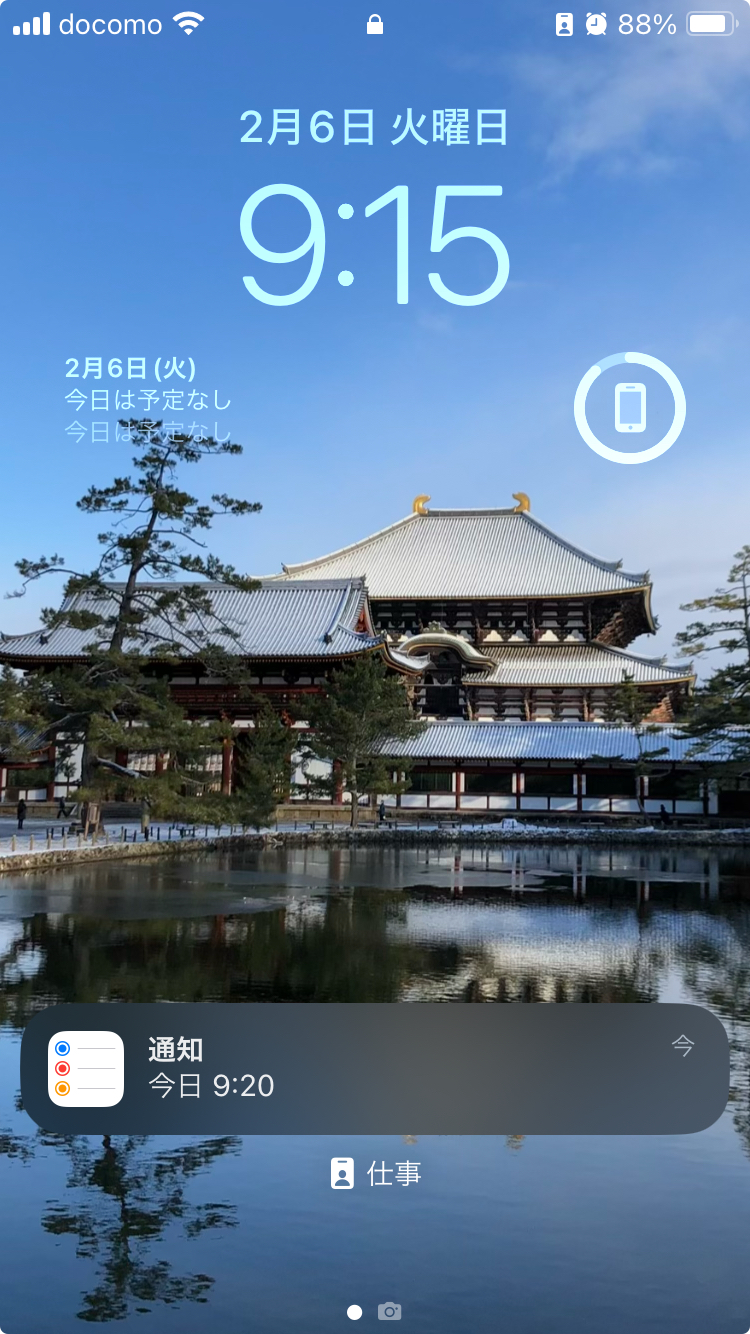 docomo 88%
2月6日 火曜日
9:15
2月6日(火)
今日は予定なし
今日は予定なし
通知 今
今日 9:20
仕事